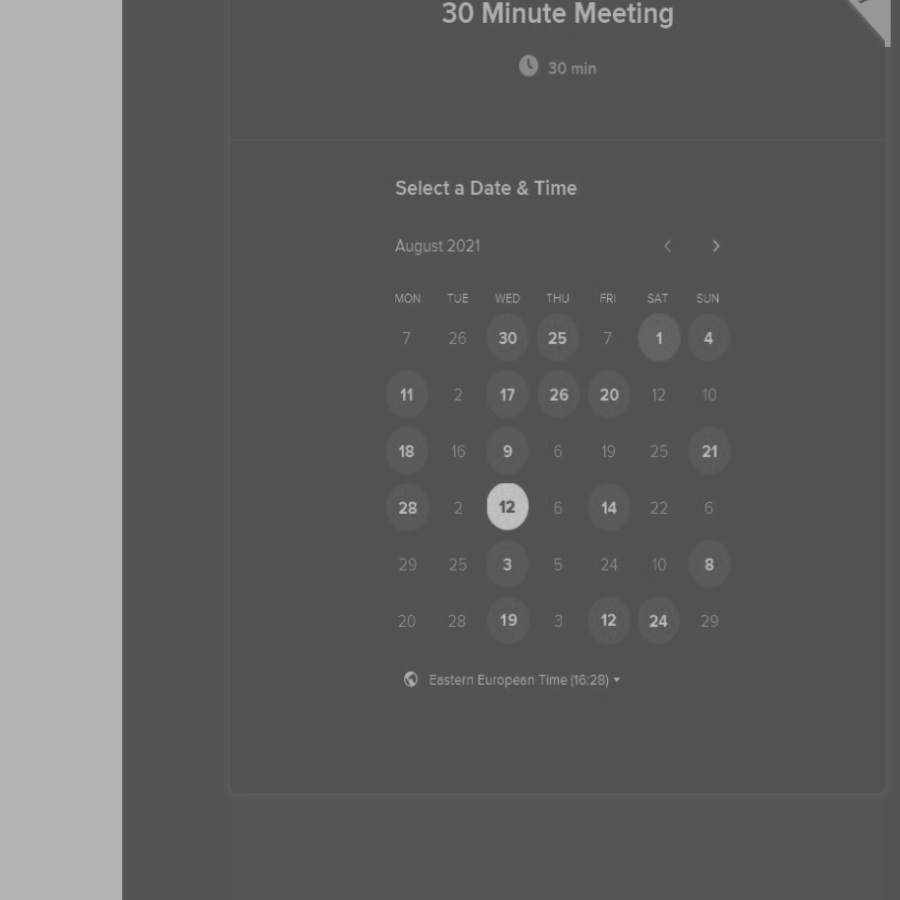 30 Minute Meeting
30 min
Select a Date & Time
August 2021
MON TUE WED THU FRI SAT SUN
7 26 30 25 7 1 4
11 2 17 26 20 12 10
18 16 9 6 19 25 21
28 2 12 6 14 22 6
29 25 3 5 24 10 8
20 28 19 3 12 24 29
Eastern European Time (16:28)